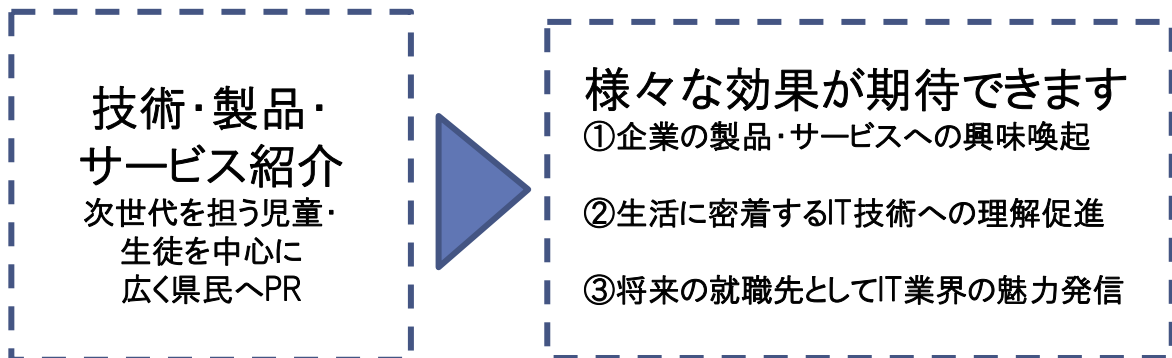 技術・製品・
サービス紹介
次世代を担う児童・
生徒を中心に
広く県民へPR
様々な効果が期待できます
①企業の製品・サービスへの興味喚起
②生活に密着するIT技術への理解促進
③将来の就職先としてIT業界の魅力発信